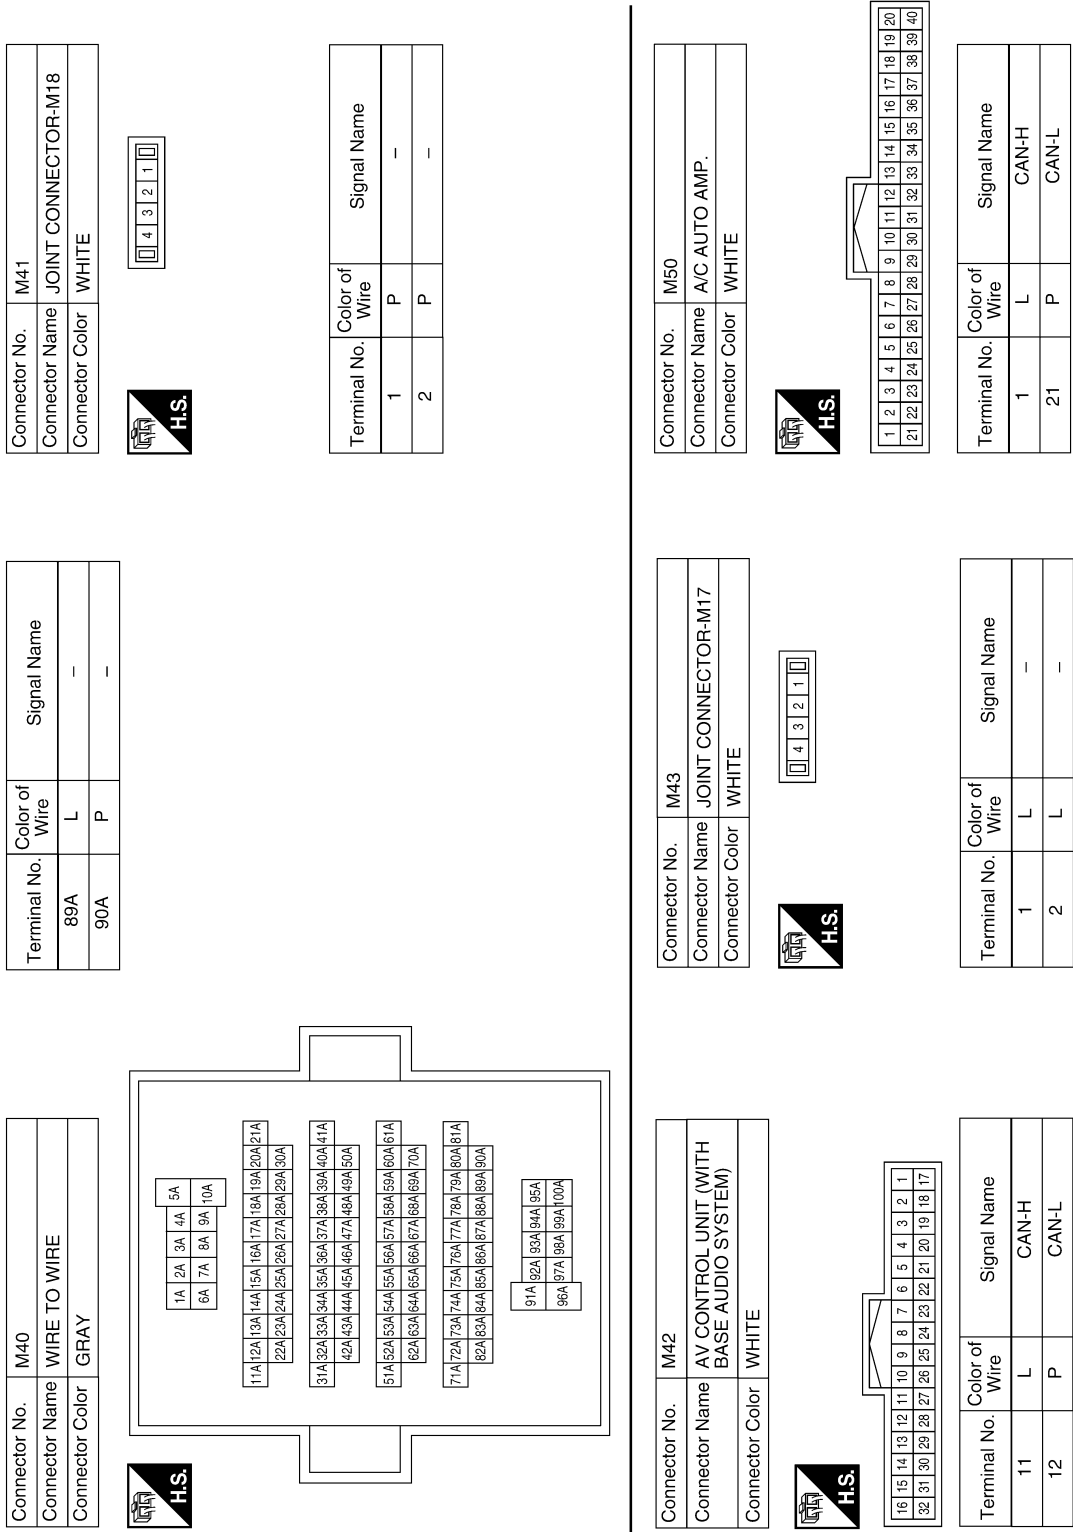 Connector No. M40
Connector Name WIRE TO WIRE
Connector Color GRAY
H.S.
1A 2A 3A 4A 5A
6A 7A 8A 9A 10A
11A 12A 13A 14A 15A 16A 17A 18A 19A 20A 21A
22A 23A 24A 25A 26A 27A 28A 29A 30A
31A 32A 33A 34A 35A 36A 37A 38A 39A 40A 41A
42A 43A 44A 45A 46A 47A 48A 49A 50A
51A 52A 53A 54A 55A 56A 57A 58A 59A 60A 61A
62A 63A 64A 65A 66A 67A 68A 69A 70A
71A 72A 73A 74A 75A 76A 77A 78A 79A 80A 81A
82A 83A 84A 85A 86A 87A 88A 89A 90A
91A 92A 93A 94A 95A
96A 97A 98A 99A 100A
Terminal No. Color of Wire Signal Name
89A L –
90A P –
Connector No. M41
Connector Name JOINT CONNECTOR-M18
Connector Color WHITE
H.S.
4 3 2 1
Terminal No. Color of Wire Signal Name
1 P –
2 P –
Connector No. M42
Connector Name AV CONTROL UNIT (WITH
BASE AUDIO SYSTEM)
Connector Color WHITE
H.S.
16 15 14 13 12 11 10 9 8 7 6 5 4 3 2 1
32 31 30 29 28 27 26 25 24 23 22 21 20 19 18 17
Terminal No. Color of Wire Signal Name
11 L CAN-H
12 P CAN-L
Connector No. M43
Connector Name JOINT CONNECTOR-M17
Connector Color WHITE
H.S.
4 3 2 1
Terminal No. Color of Wire Signal Name
1 L –
2 L –
Connector No. M50
Connector Name A/C AUTO AMP.
Connector Color WHITE
H.S.
1 2 3 4 5 6 7 8 9 10 11 12 13 14 15 16 17 18 19 20
21 22 23 24 25 26 27 28 29 30 31 32 33 34 35 36 37 38 39 40
Terminal No. Color of Wire Signal Name
1 L CAN-H
21 P CAN-L